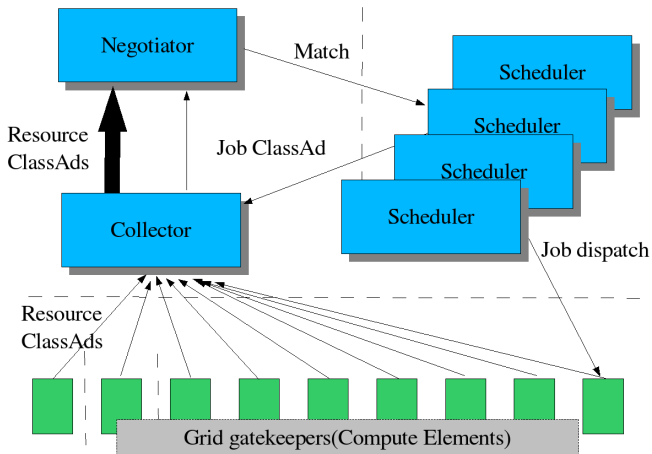 Negotiator
Match
Scheduler
Scheduler
Resource
ClassAds
Job ClassAd
Scheduler
Scheduler
Collector
Job dispatch
Resource
ClassAds
Grid gatekeepers(Compute Elements)